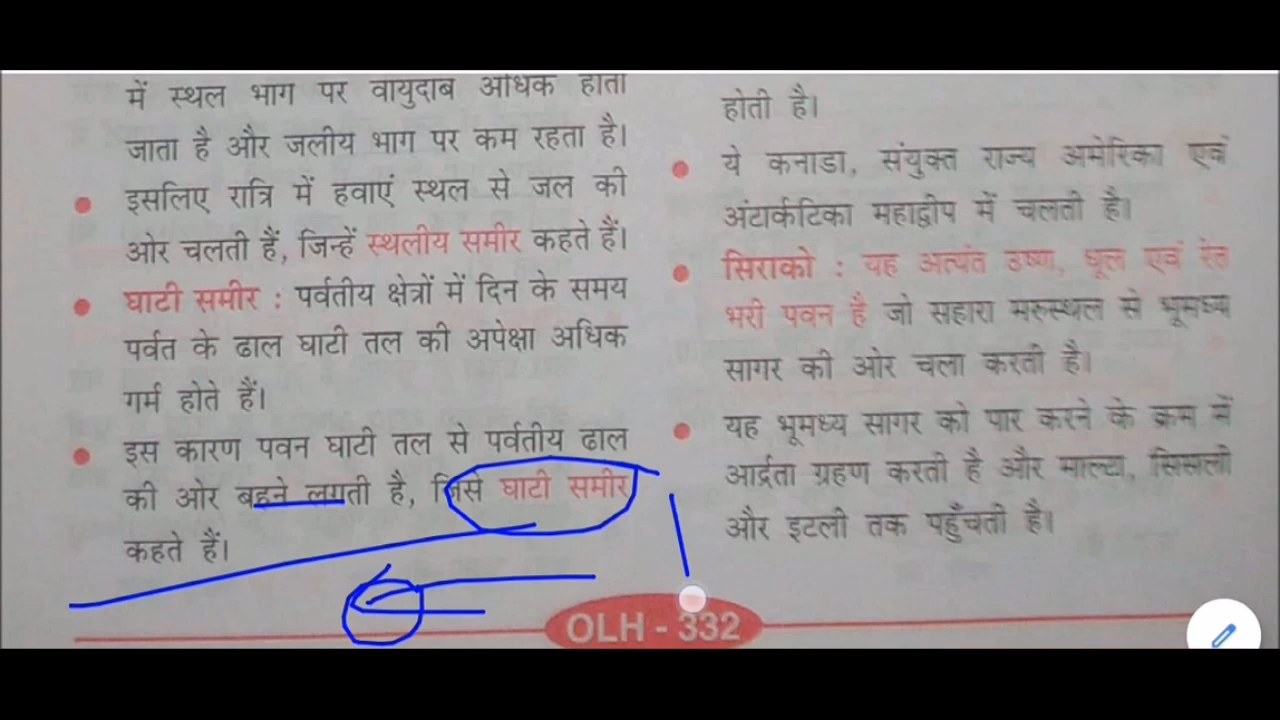 में स्थल भाग पर वायुदाब अधिक होता
जाता है और जलीय भाग पर कम रहता है।
इसलिए रात्रि में हवाएं स्थल से जल की
ओर चलती हैं, जिन्हें स्थलीय समीर कहते हैं।
घाटी समीर : पर्वतीय क्षेत्रों में दिन के समय
पर्वत के ढाल घाटी तल की अपेक्षा अधिक
गर्म होते हैं।
इस कारण पवन घाटी तल से पर्वतीय ढाल
की ओर बहने लगती है, जिसे घाटी समीर
कहते हैं।
होती है।
ये कनाडा, संयुक्त राज्य अमेरिका एवं
अंटार्कटिका महाद्वीप में चलती है।
सिराको : यह अत्यंत उष्ण, धूल एवं रेत
भरी पवन है जो सहारा मरुस्थल से भूमध्य
सागर की ओर चला करती है।
यह भूमध्य सागर को पार करने के क्रम में
आर्द्रता ग्रहण करती है और माल्टा, सिसली
और इटली तक पहुँचती है।
OLH - 332